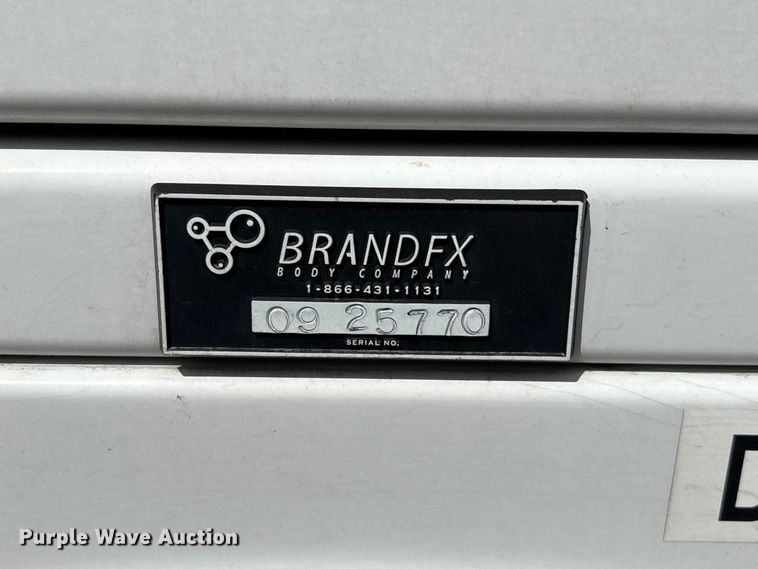 BRANDFX
BODY COMPANY
1-866-431-1131
09 25770
SERIAL NO.
D
Purple Wave Auction